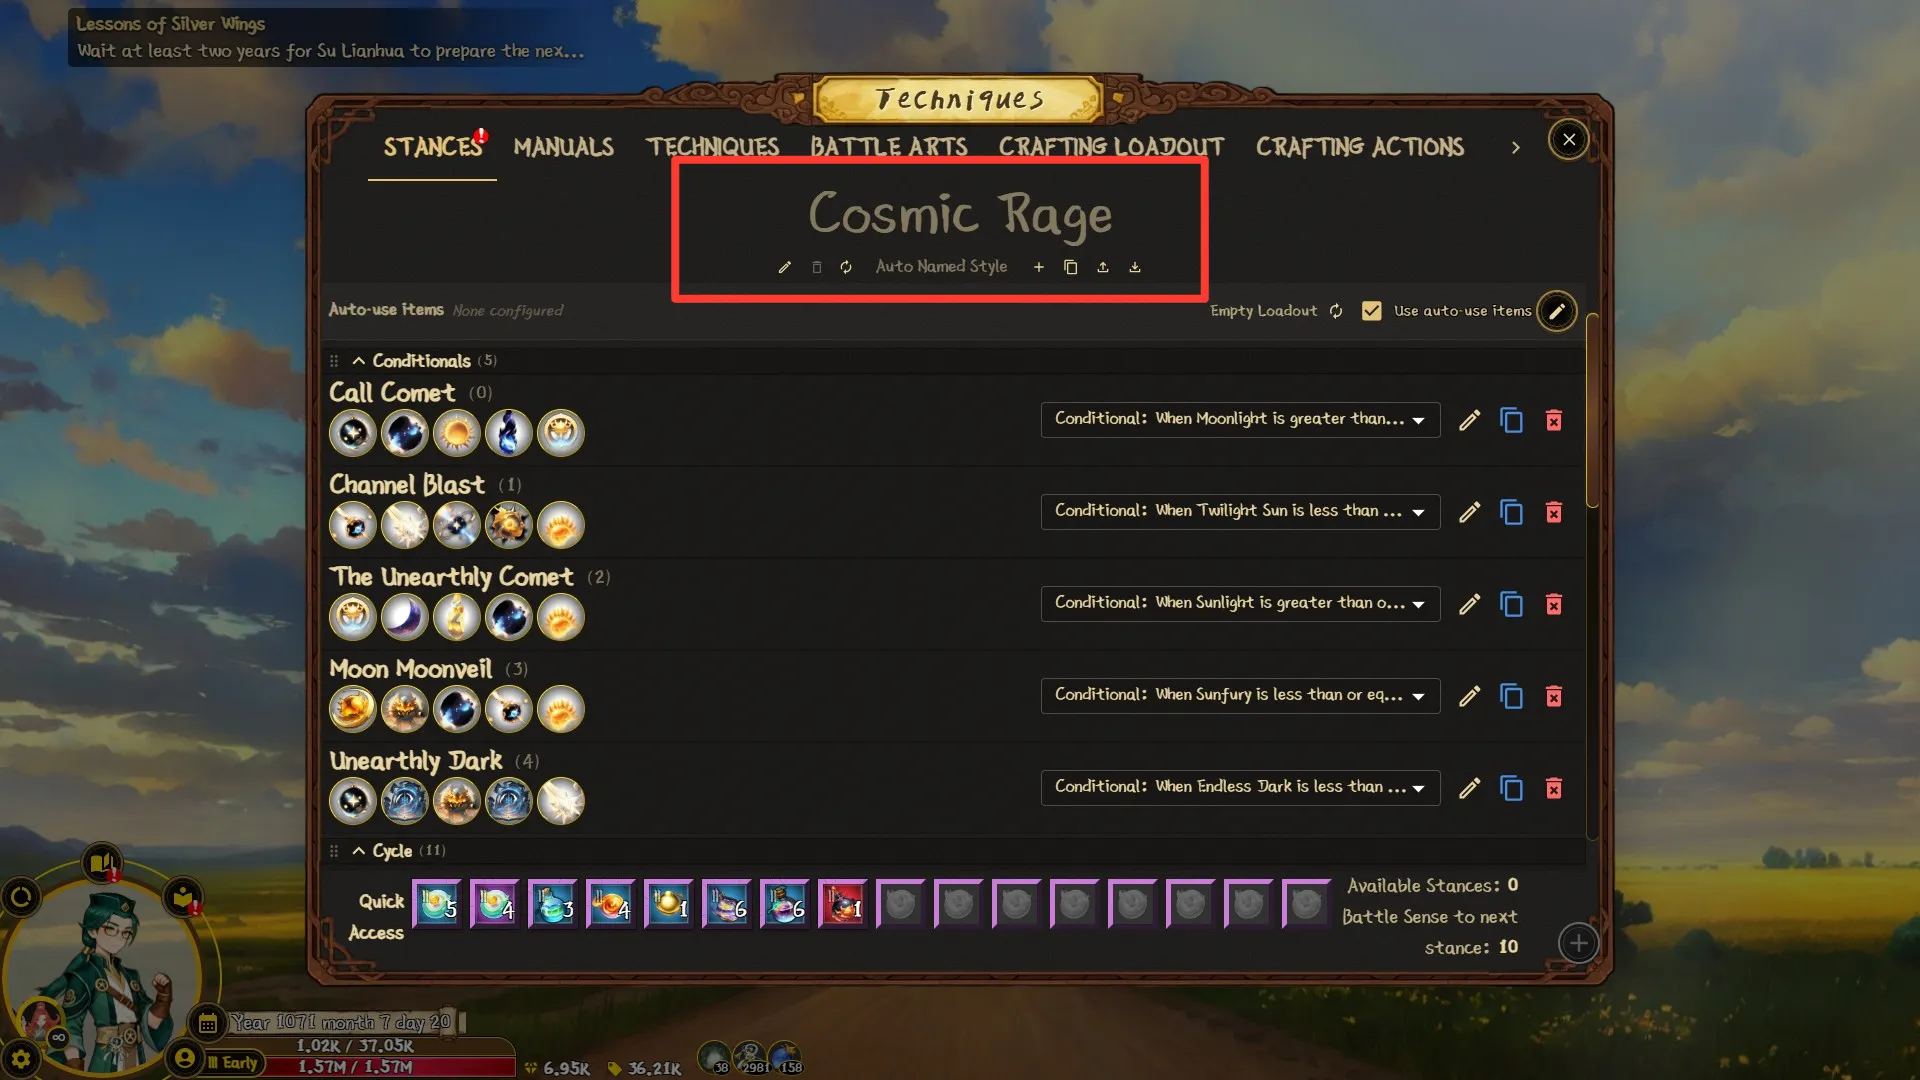 Lessons of Silver Wings
Wait at least two years for Su Lianhua to prepare the nex...
Techniques
STANCES MANUALS TECHNIQUES BATTLE ARTS CRAFTING LOADOUT CRAFTING ACTIONS
Cosmic Rage
Auto Named Style
Auto-use items None configured Empty Loadout Use auto-use items
Conditionals (5)
Call Comet (0)
Conditional: When Moonlight is greater than...
Channel Blast (1)
Conditional: When Twilight Sun is less than ...
The Unearthly Comet (2)
Conditional: When Sunlight is greater than o...
Moon Moonveil (3)
Conditional: When Sunfury is less than or eq...
Unearthly Dark (4)
Conditional: When Endless Dark is less than ...
Cycle (11)
Quick
Access
5 4 3 4 1 6 6 1
Available Stances: 0
Battle Sense to next
stance: 10
Year 1071 month 7 day 20
1.02K / 37.05K
III Early
1.57M / 1.57M
6.95K 36.21K
38 2981 158